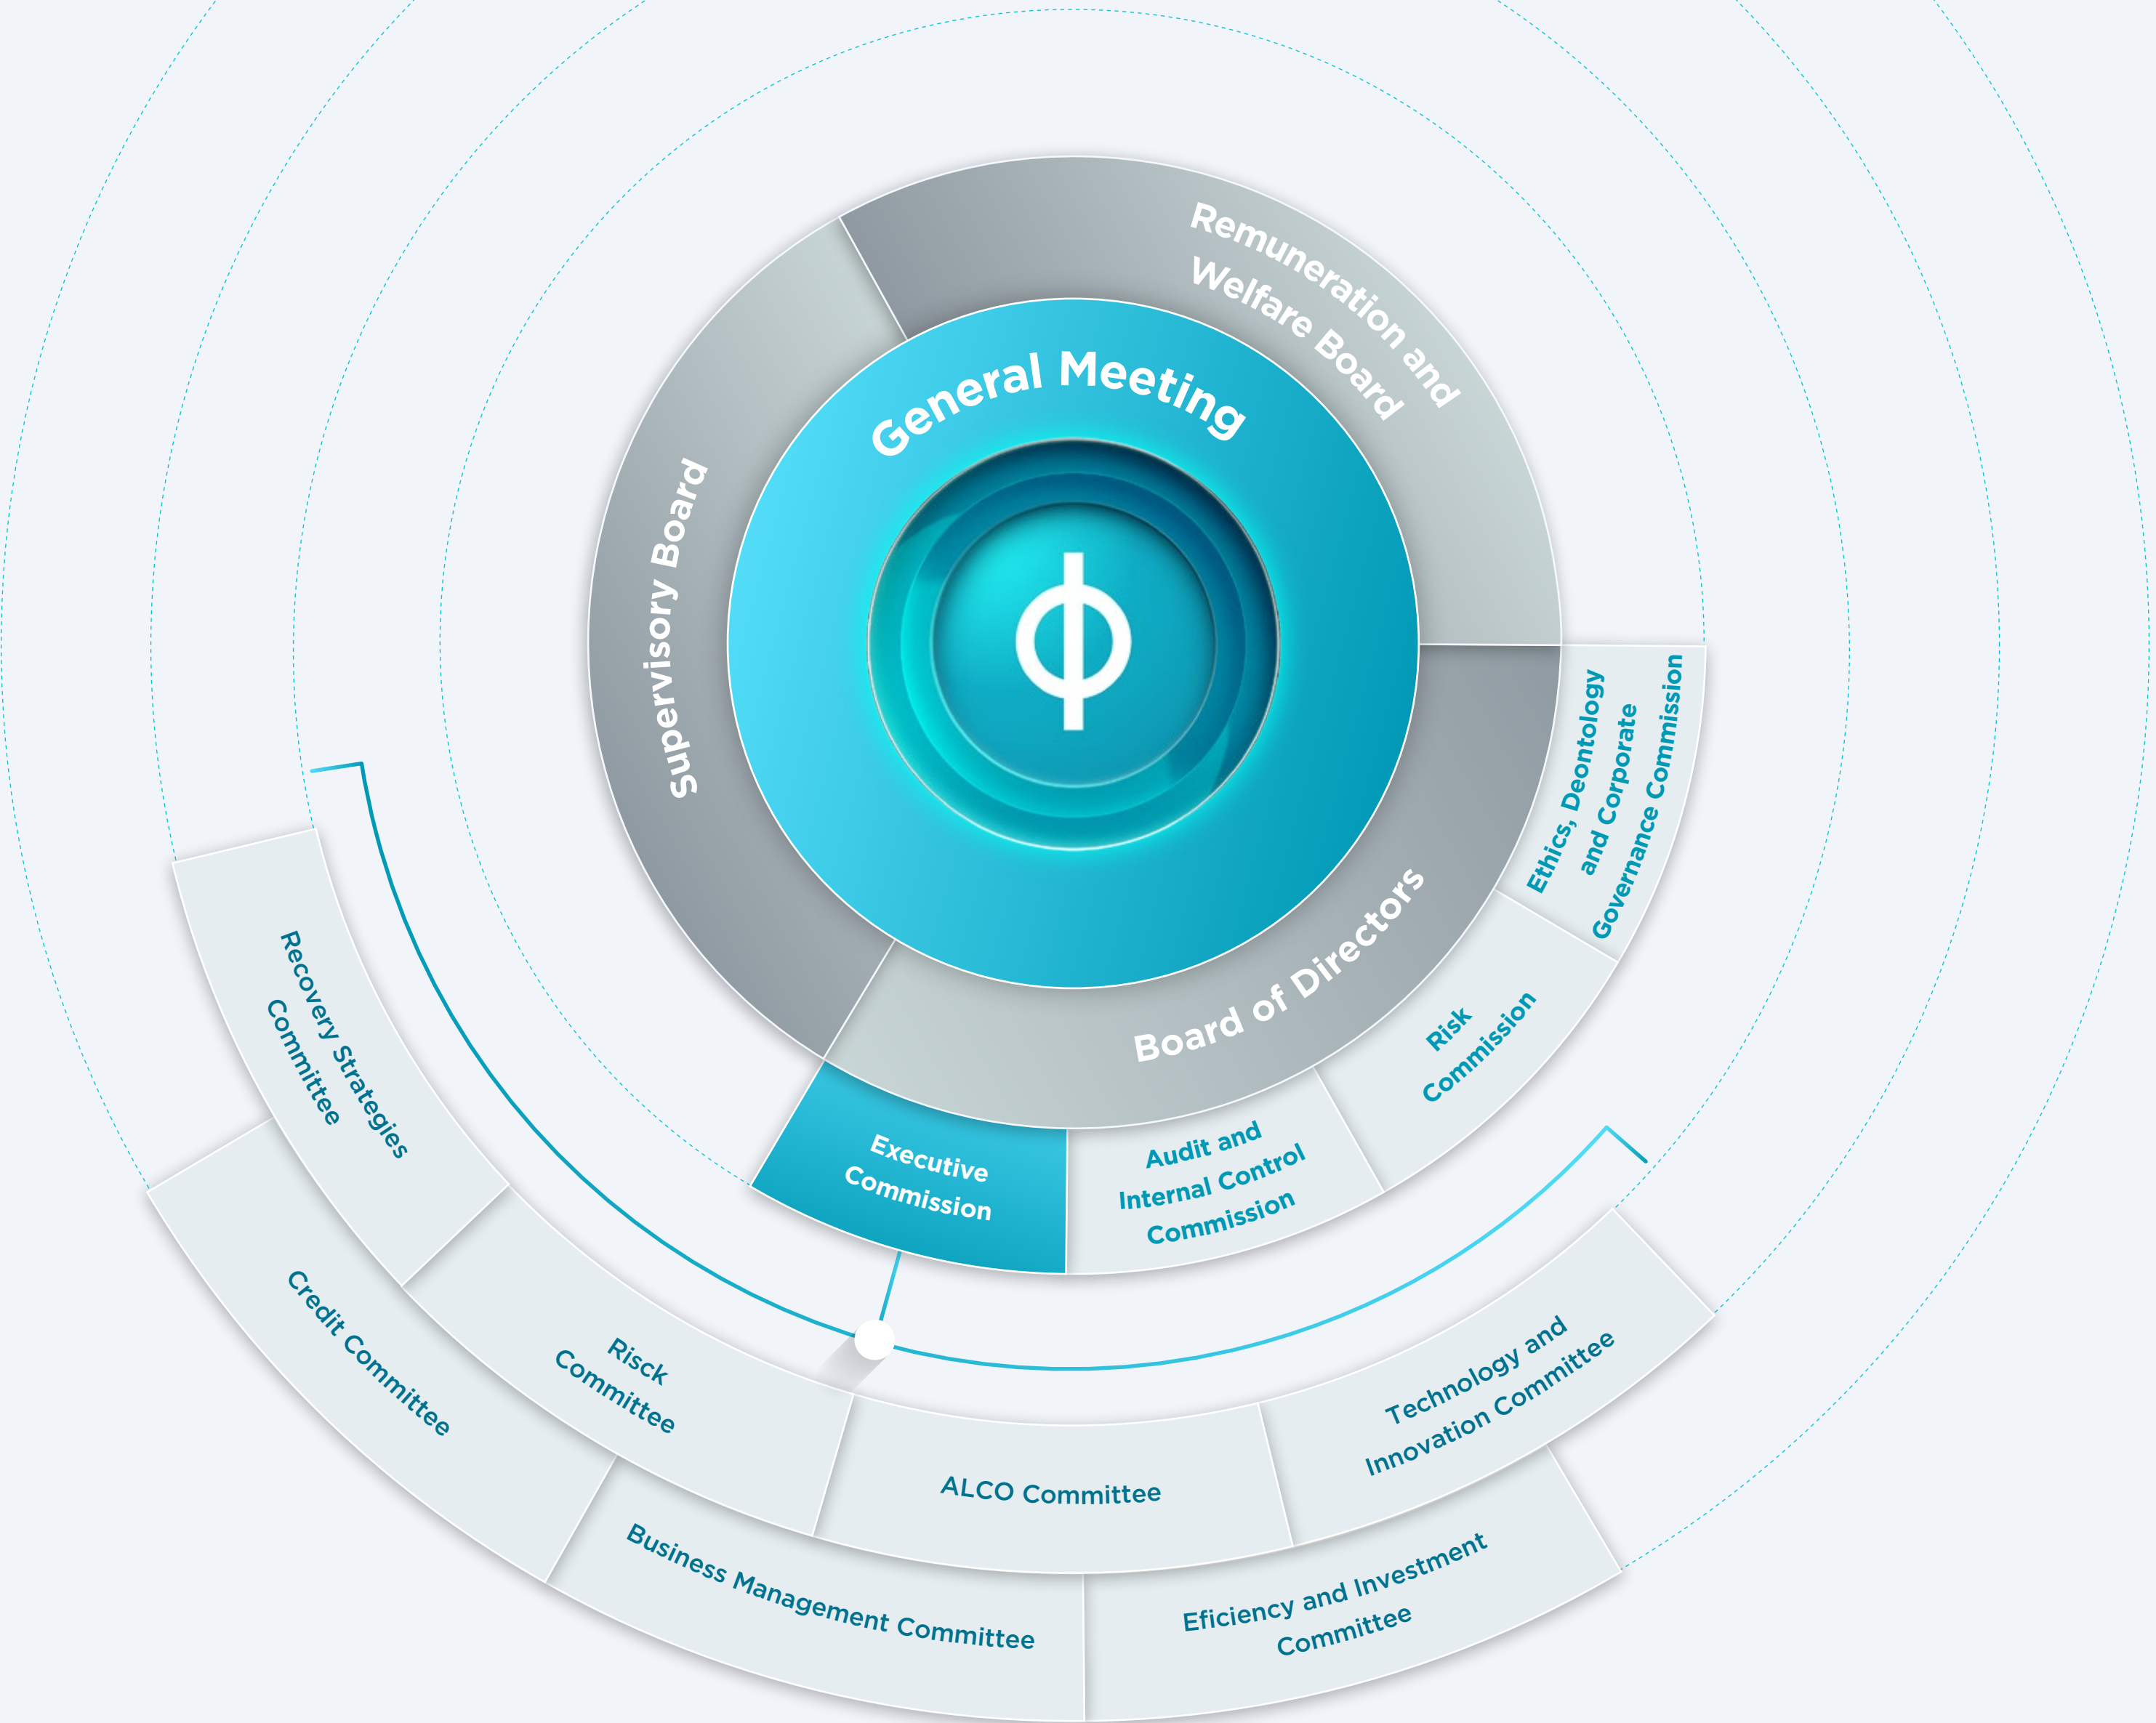 General Meeting
Remuneration and
Welfare Board
Supervisory Board
Board of Directors
Ethics, Deontology
and Corporate
Governance Commission
Risk
Commission
Audit and
Internal Control
Commission
Executive
Commission
Recovery Strategies
Committee
Risck
Committee
ALCO Committee
Technology and
Innovation Committee
Credit Committee
Business Management Committee
Eficiency and Investment
Committee